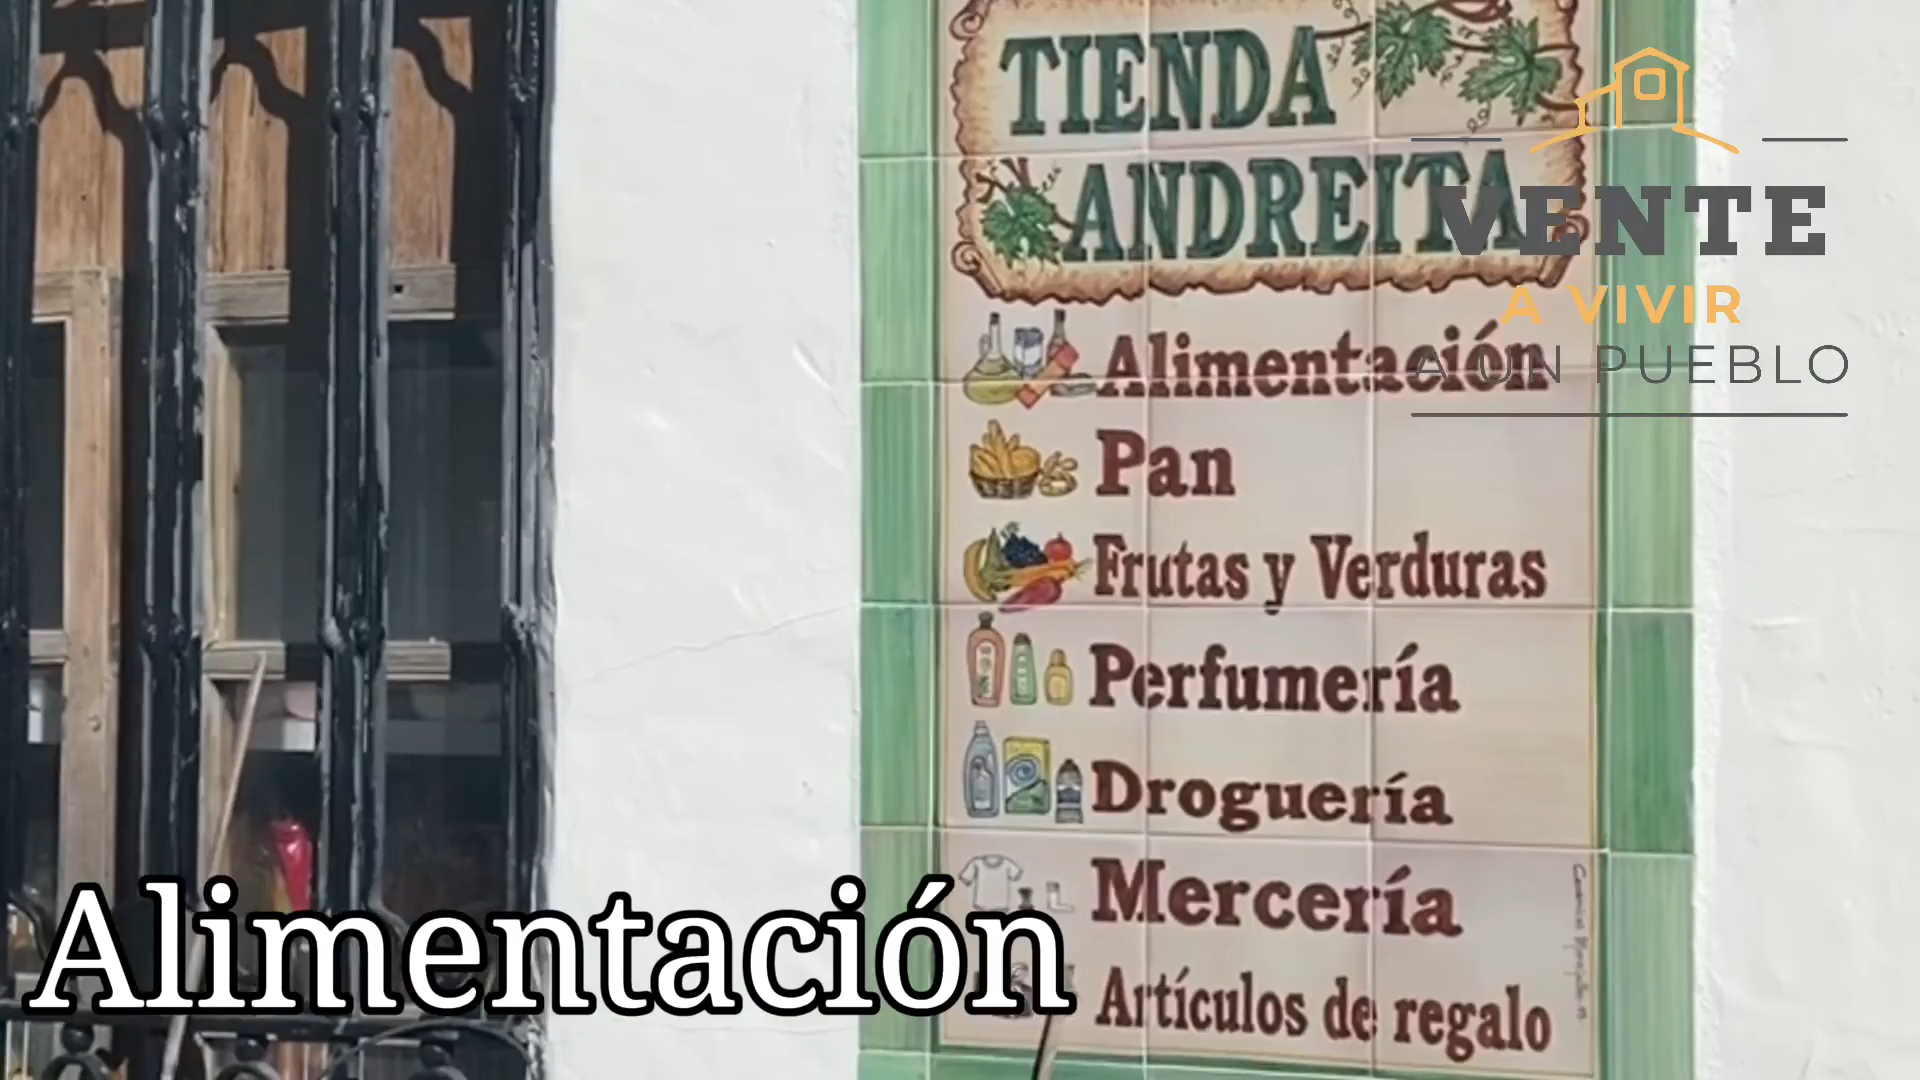 TIENDA
ANDREITA
Alimentación
Pan
Frutas y Verduras
Perfumería
Droguería
Mercería
Artículos de regalo
VENTE
A VIVIR
A UN PUEBLO
Alimentación